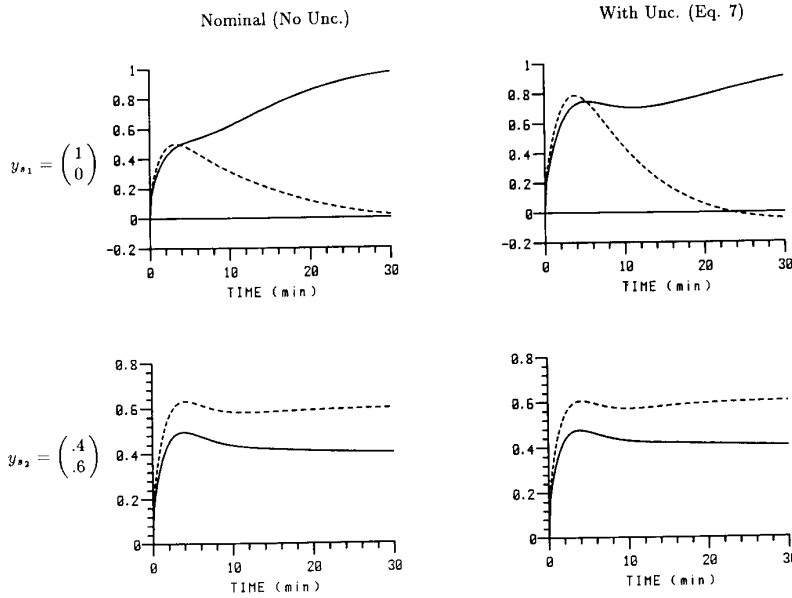 Nominal (No Unc.)
With Unc. (Eq. 7)
y_{s_1} = (1 0)
1
0.8
0.6
0.4
0.2
0
-0.2
0 10 20 30
TIME (min)
1
0.8
0.6
0.4
0.2
0
-0.2
0 10 20 30
TIME (min)
y_{s_2} = (.4 .6)
0.8
0.6
0.4
0.2
0
0 10 20 30
TIME (min)
0.8
0.6
0.4
0.2
0
0 10 20 30
TIME (min)